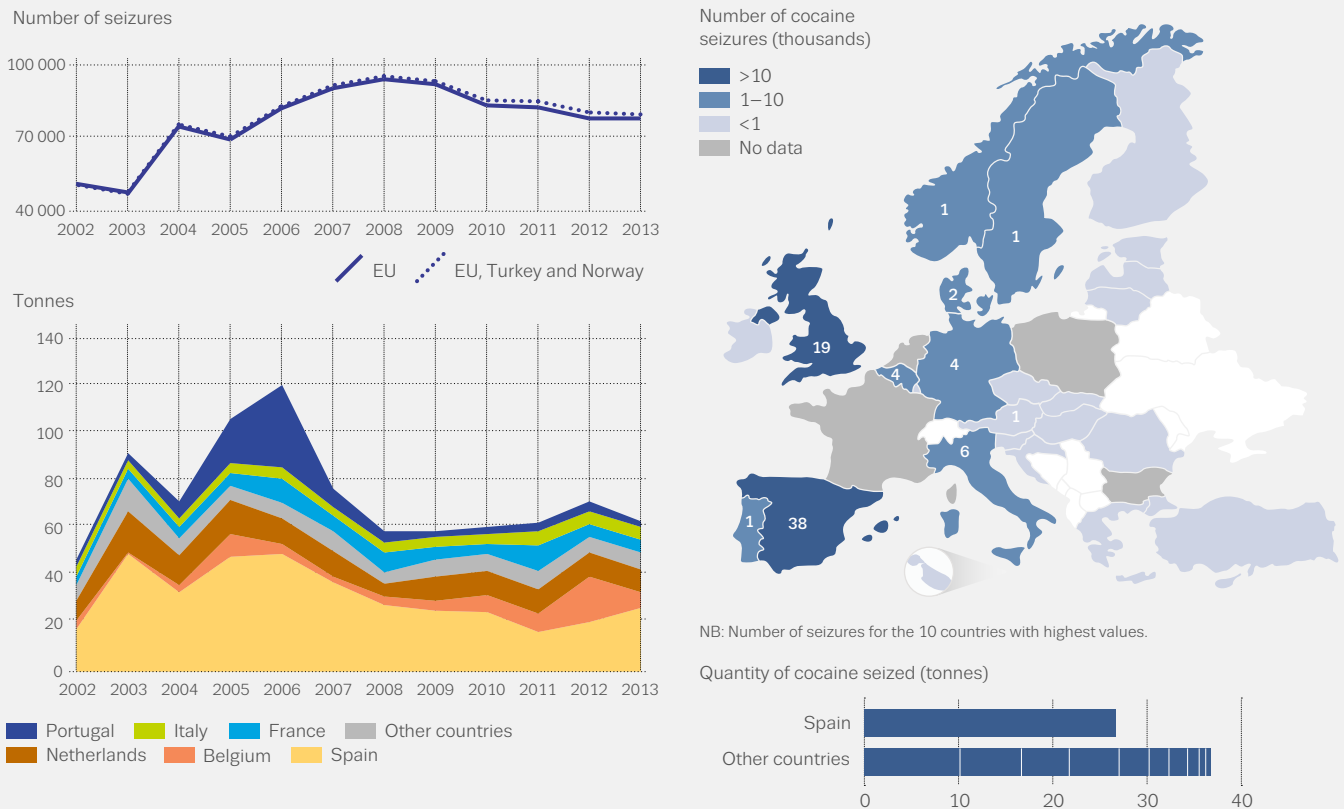 Number of seizures
100 000
70 000
40 000
2002 2003 2004 2005 2006 2007 2008 2009 2010 2011 2012 2013
EU
EU, Turkey and Norway
Tonnes
140
120
100
80
60
40
20
0
2002 2003 2004 2005 2006 2007 2008 2009 2010 2011 2012 2013
Portugal Italy France Other countries
Netherlands Belgium Spain
Number of cocaine
seizures (thousands)
>10
1–10
<1
No data
1
1
2
19
4
4
1
6
1
38
NB: Number of seizures for the 10 countries with highest values.
Quantity of cocaine seized (tonnes)
Spain
Other countries
0 10 20 30 40